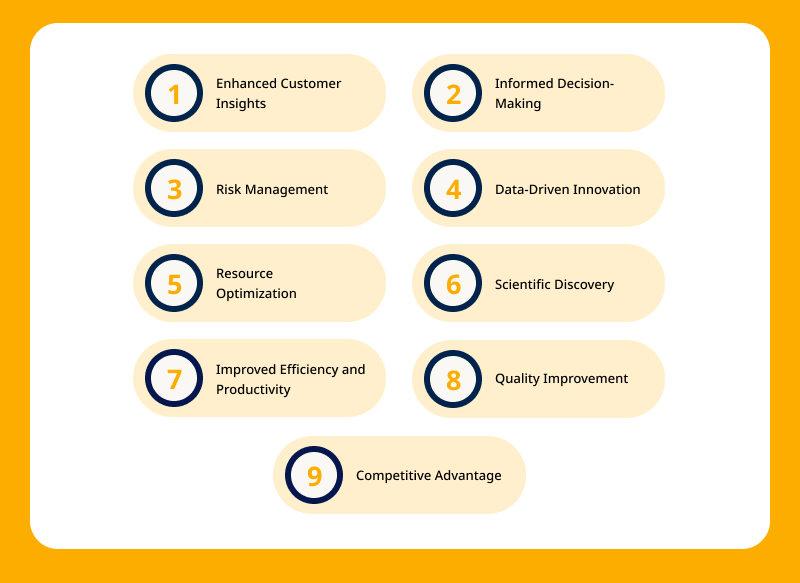 1
Enhanced Customer
Insights
2
Informed Decision-
Making
3
Risk Management
4
Data-Driven Innovation
5
Resource
Optimization
6
Scientific Discovery
7
Improved Efficiency and
Productivity
8
Quality Improvement
9
Competitive Advantage